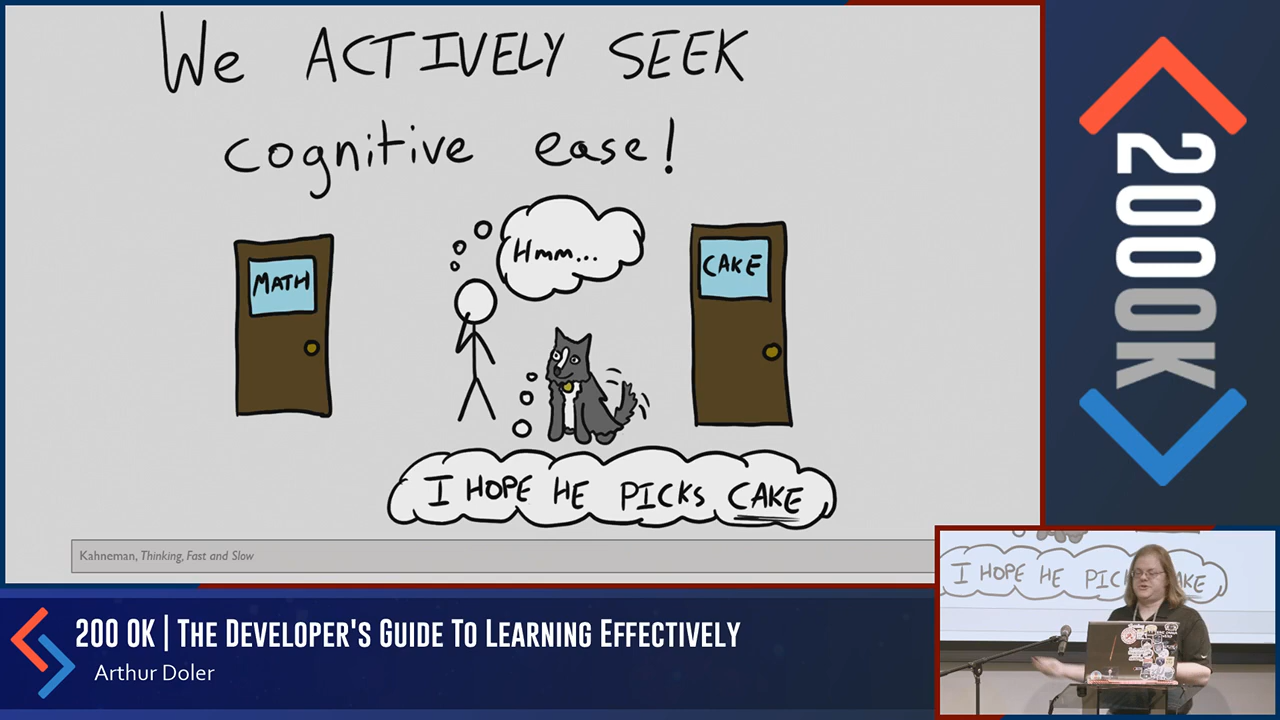 We ACTIVELY SEEK
cognitive ease!
MATH
Hmm...
CAKE
I HOPE HE PICKS CAKE
Kahneman, Thinking, Fast and Slow
200 OK | THE DEVELOPER'S GUIDE TO LEARNING EFFECTIVELY
Arthur Doler
200OK
I HOPE HE PICK AKE